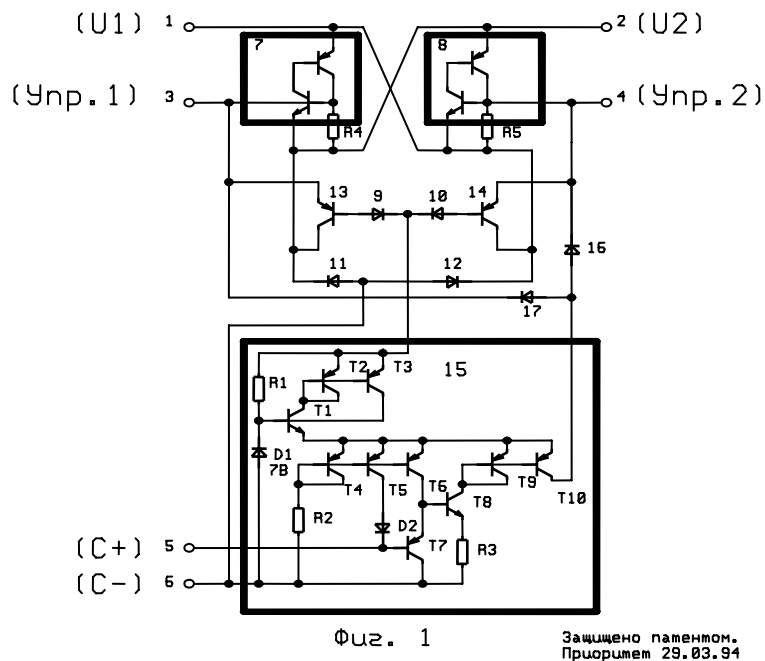 (U1) 1
2 (U2)
7
8
(Упр.1) 3
4 (Упр.2)
R4
R5
13
9
10
14
11
12
16
17
15
R1
T2
T3
T1
D1
7В
T4
T5
T6
T8
T9
T10
R2
D2
T7
R3
(C+) 5
(C-) 6
Фиг. 1
Защищено патентом.
Приоритет 29.03.94